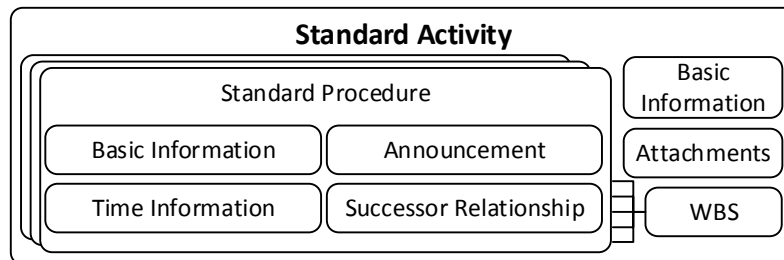 Standard Activity
Standard Procedure
Basic Information
Announcement
Time Information
Successor Relationship
Basic
Information
Attachments
WBS